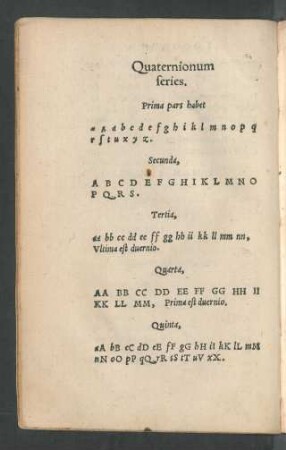 Quaternionum
ſeries.
Prima pars habet
a A a b c d e f g h i k l m n o p q
r ſ t u x y z.
Secunda,
A B C D E F G H I K L M N O
P Q R S.
Tertia,
aa bb cc dd ee ff gg hh ii kk ll mm nn,
Vltima eſt duernio.
Quarta,
AA BB CC DD EE FF GG HH II
KK LL MM, Prima eſt duernio.
Quinta,
aA bB cC dD eE fF gG bH iI kK lL mM
nN oO pP qQ rR sS tT uV xX.